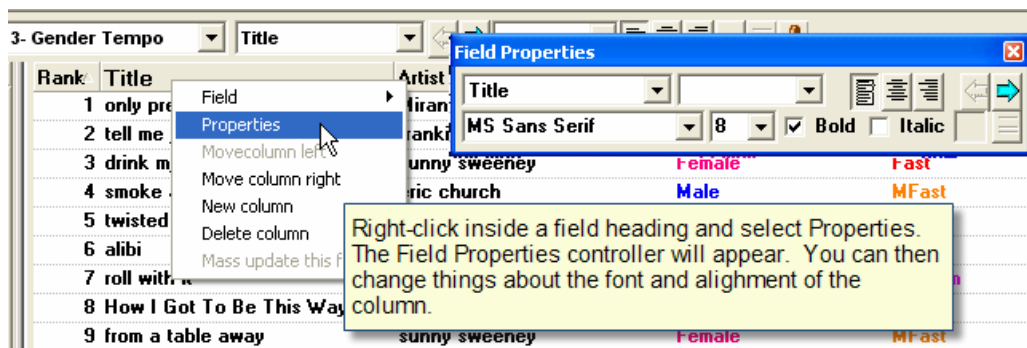 3- Gender Tempo Title
Field Properties
Rank Title Artist
Title
MS Sans Serif 8 Bold Italic
1 only pre
Field
Properties
Movecolumn left
Move column right
New column
Delete column
Mass update this f
2 tell me
3 drink m sunny sweeney Female Fast
4 smoke eric church Male MFast
5 twisted
6 alibi
7 roll with it
8 How I Got To Be This Way
9 from a table away sunny sweeney Female MFast
Right-click inside a field heading and select Properties.
The Field Properties controller will appear. You can then
change things about the font and alighment of the
column.